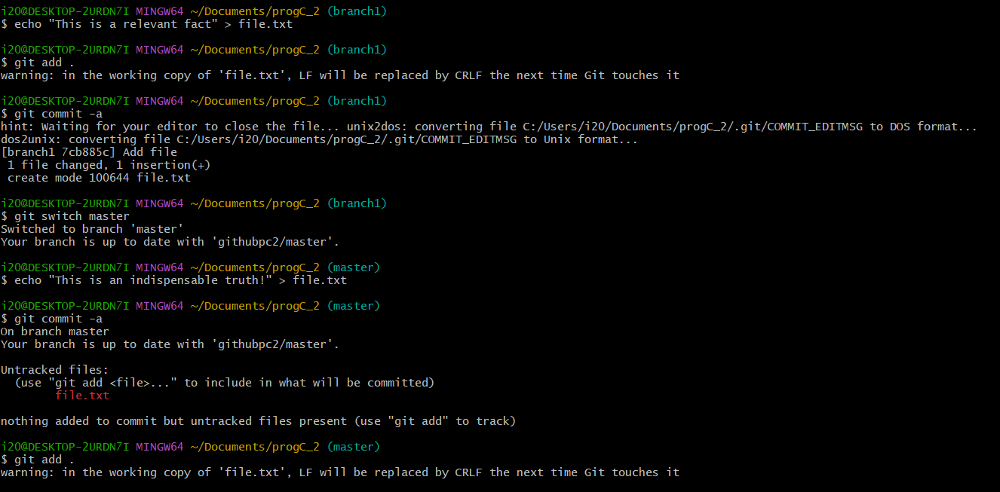 i20@DESKTOP-2URDN7I MINGW64 ~/Documents/progC_2 (branch1)
$ echo "This is a relevant fact" > file.txt
i20@DESKTOP-2URDN7I MINGW64 ~/Documents/progC_2 (branch1)
$ git add .
warning: in the working copy of 'file.txt', LF will be replaced by CRLF the next time Git touches it
i20@DESKTOP-2URDN7I MINGW64 ~/Documents/progC_2 (branch1)
$ git commit -a
hint: Waiting for your editor to close the file... unix2dos: converting file C:/Users/i20/Documents/progC_2/.git/COMMIT_EDITMSG to DOS format...
dos2unix: converting file C:/Users/i20/Documents/progC_2/.git/COMMIT_EDITMSG to Unix format...
[branch1 7cb885c] Add file
 1 file changed, 1 insertion(+)
 create mode 100644 file.txt
i20@DESKTOP-2URDN7I MINGW64 ~/Documents/progC_2 (branch1)
$ git switch master
Switched to branch 'master'
Your branch is up to date with 'githubpc2/master'.
i20@DESKTOP-2URDN7I MINGW64 ~/Documents/progC_2 (master)
$ echo "This is an indispensable truth!" > file.txt
i20@DESKTOP-2URDN7I MINGW64 ~/Documents/progC_2 (master)
$ git commit -a
On branch master
Your branch is up to date with 'githubpc2/master'.
Untracked files:
  (use "git add <file>..." to include in what will be committed)
        file.txt
nothing added to commit but untracked files present (use "git add" to track)
i20@DESKTOP-2URDN7I MINGW64 ~/Documents/progC_2 (master)
$ git add .
warning: in the working copy of 'file.txt', LF will be replaced by CRLF the next time Git touches it